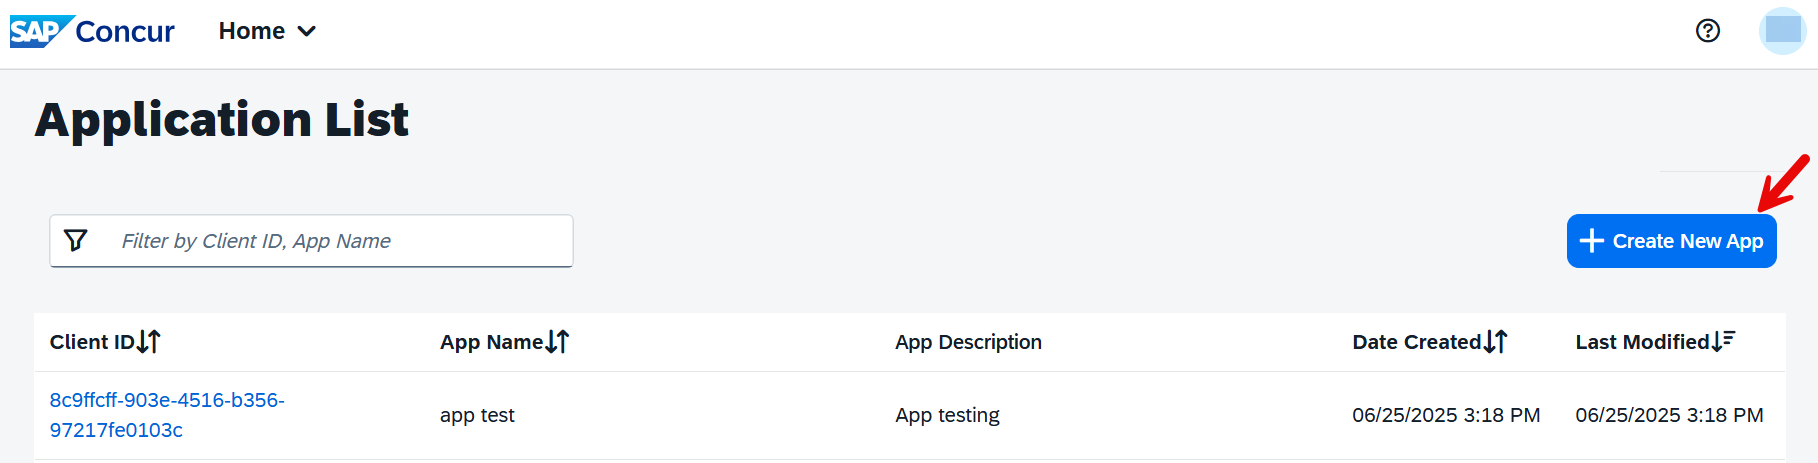 SAP Concur Home
Application List
Filter by Client ID, App Name
Create New App
Client ID App Name App Description Date Created Last Modified
8c9ffcff-903e-4516-b356-
97217fe0103c
app test App testing 06/25/2025 3:18 PM 06/25/2025 3:18 PM